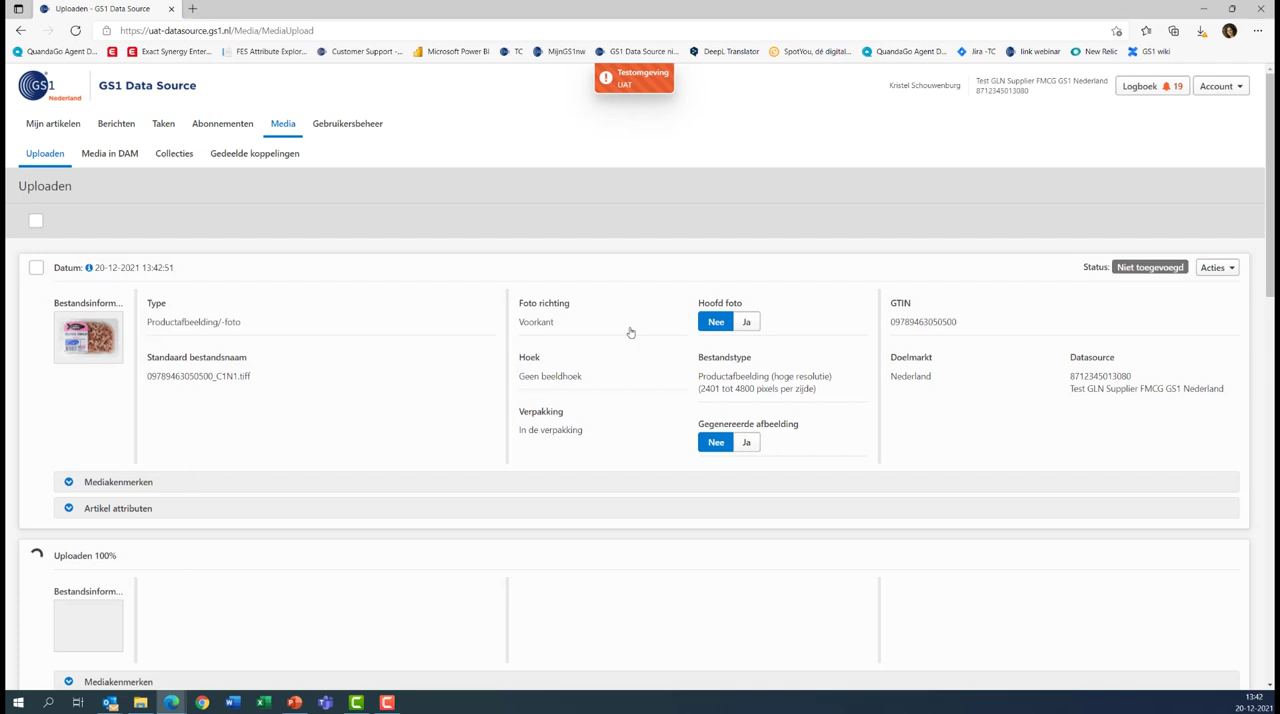 Uploaden - GS1 Data Source
https://uat-datasource.gs1.nl/Media/MediaUpload
QuandaGo Agent D...
Exact Synergy Enter...
FES Attribute Explor...
Customer Support -...
Microsoft Power BI
TC
MijnGS1nw
GS1 Data Source ni...
DeepL Translator
SpotYou, dé digital...
QuandaGo Agent D...
Jira -TC
link webinar
New Relic
GS1 wiki
GS1
Nederland
GS1 Data Source
Testomgeving
UAT
Kristel Schouwenburg
Test GLN Supplier FMCG GS1 Nederland
8712345013080
Logboek 19
Account
Mijn artikelen
Berichten
Taken
Abonnementen
Media
Gebruikersbeheer
Uploaden
Media in DAM
Collecties
Gedeelde koppelingen
Uploaden
Datum: 20-12-2021 13:42:51
Status: Niet toegevoegd
Acties
Bestandsinform...
Type
Productafbeelding/-foto
Standaard bestandsnaam
09789463050500_C1N1.tiff
Foto richting
Voorkant
Hoek
Geen beeldhoek
Verpakking
In de verpakking
Hoofd foto
Nee Ja
Bestandstype
Productafbeelding (hoge resolutie)
(2401 tot 4800 pixels per zijde)
Gegenereerde afbeelding
Nee Ja
GTIN
09789463050500
Doelmarkt
Nederland
Datasource
8712345013080
Test GLN Supplier FMCG GS1 Nederland
Mediakenmerken
Artikel attributen
Uploaden 100%
Bestandsinform...
Mediakenmerken
13:42
20-12-2021